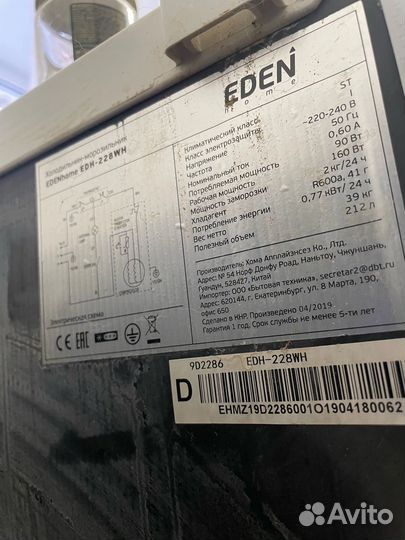 EDEN
home
Холодильник-морозильник
EDENhome EDH-228WH
Климатический класс ST
Класс электрозащиты I
Напряжение ~220-240 В
Частота 50 Гц
Номинальный ток 0,60 А
Потребляемая мощность 90 Вт
Рабочая мощность 160 Вт
Мощность заморозки 2 кг/24 ч
Хладагент R600a, 41 г
Потребление энергии 0,77 кВт/ 24 ч
Вес нетто 39 кг
Полезный объем 212 л
Электрическая схема
Производитель: Хома Апплайэнсез Ко., Лтд.
Адрес: № 54 Норф Донфу Роад, Наньтоу, Чжуншань,
Гуандун, 528427, Китай
Импортер: ООО «Бытовая техника», secretar2@dbt.ru
Адрес: 620144, г. Екатеринбург, ул. 8 Марта, 190,
офис 650
Сделано в КНР. Произведено 04/2019
Гарантия 1 год. Срок службы не менее 5-ти лет
CE EAC
9D2286 EDH-228WH
D
EHMZ19D2286001O1904180062
Avito